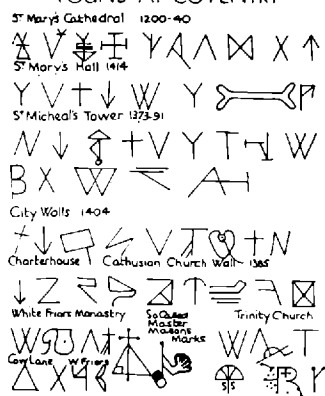 FOUND AT COVENTRY
St Mary's Cathedral 1200-40
St Mary's Hall 1414
St Micheal's Tower 1373-91
City Walls 1404
Charterhouse Cathusian Church Wall - 1385
White Friars Monastry So Called Master Masons Marks Trinity Church
Cow Lane W Friars